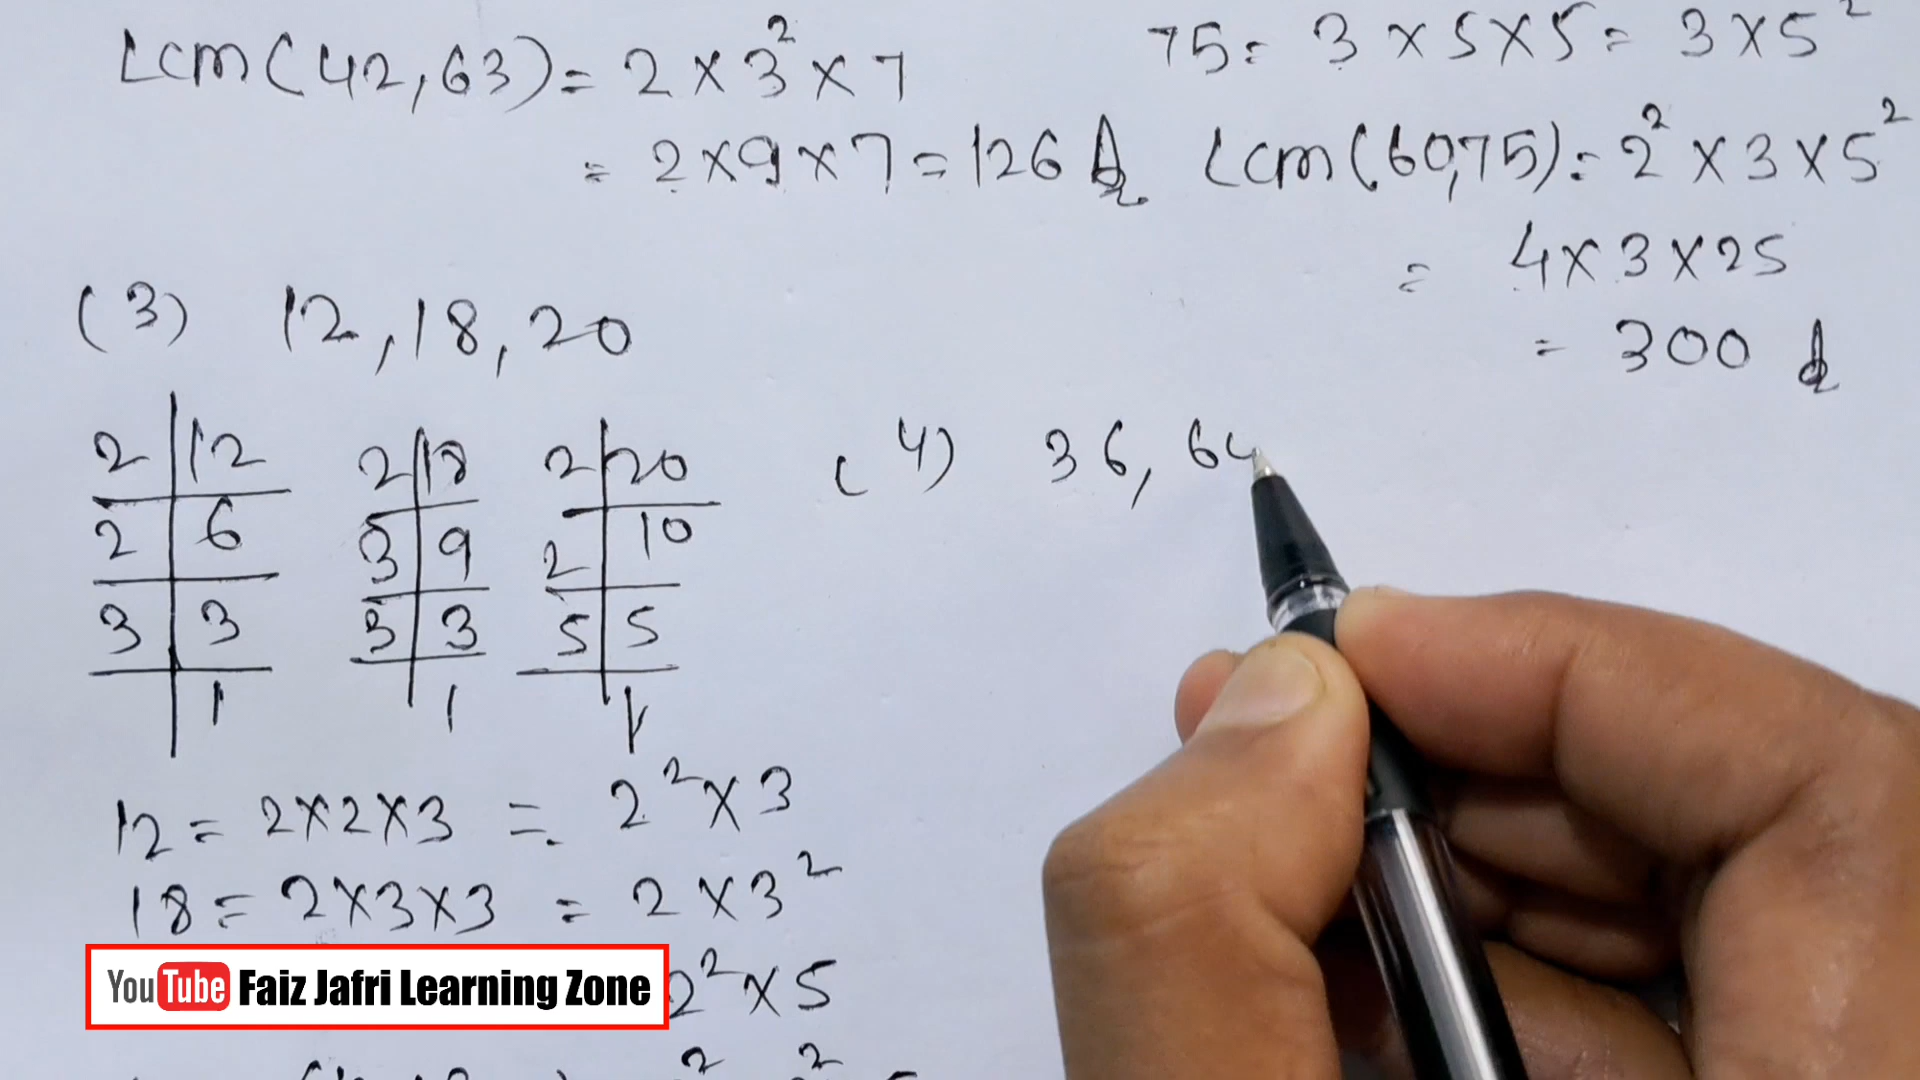 Lcm(42,63) = 2 × 3² × 7
= 2 × 9 × 7 = 126
75 = 3 × 5 × 5 = 3 × 5²
Lcm(60,75) = 2² × 3 × 5²
= 4 × 3 × 25
= 300
(3) 12, 18, 20
2 | 12
2 | 6
3 | 3
1
2 | 18
3 | 9
3 | 3
1
2 | 20
2 | 10
5 | 5
1
12 = 2×2×3 = 2² × 3
18 = 2×3×3 = 2 × 3²
2² × 5
(4) 36, 64
YouTube Faiz Jafri Learning Zone